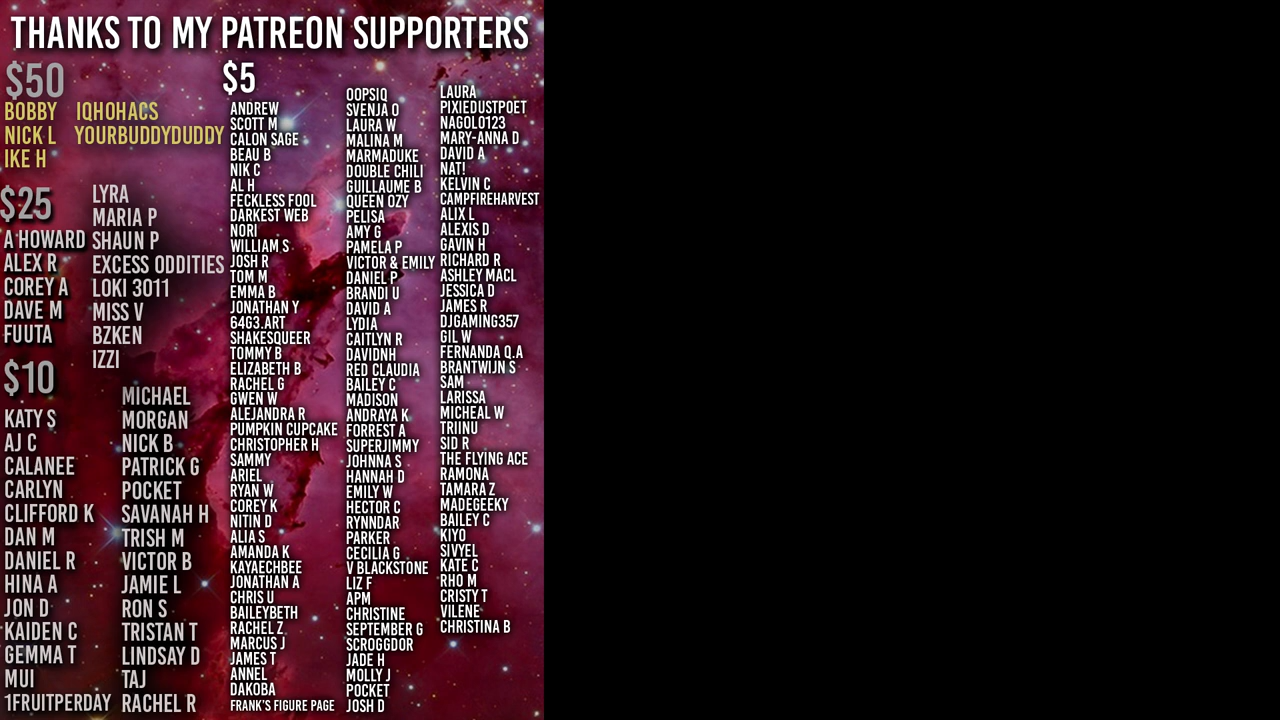 THANKS TO MY PATREON SUPPORTERS
$50
BOBBY
NICK L
IKE H
IQHOHACS
YOURBUDDYDUDDY
$25
A HOWARD
ALEX R
COREY A
DAVE M
FUUTA
LYRA
MARIA P
SHAUN P
EXCESS ODDITIES
LOKI 3011
MISS V
BZKEN
IZZI
$10
KATY S
AJ C
CALANEE
CARLYN
CLIFFORD K
DAN M
DANIEL R
HINA A
JON D
KAIDEN C
GEMMA T
MUI
1FRUITPERDAY
MICHAEL
MORGAN
NICK B
PATRICK G
POCKET
SAVANAH H
TRISH M
VICTOR B
JAMIE L
RON S
TRISTAN T
LINDSAY D
TAJ
RACHEL R
$5
ANDREW
SCOTT M
CALON SAGE
BEAU B
NIK C
AL H
FECKLESS FOOL
DARKEST WEB
NORI
WILLIAM S
JOSH R
TOM M
EMMA B
JONATHAN Y
64G3.ART
SHAKESQUEER
TOMMY B
ELIZABETH B
RACHEL G
GWEN W
ALEJANDRA R
PUMPKIN CUPCAKE
CHRISTOPHER H
SAMMY
ARIEL
RYAN W
COREY K
NITIN D
ALIA S
AMANDA K
KAYAECHBEE
JONATHAN A
CHRIS U
BAILEYBETH
RACHEL Z
MARCUS J
JAMES T
ANNEL
DAKOBA
FRANK'S FIGURE PAGE
OOPSIQ
SVENJA O
LAURA W
MALINA M
MARMADUKE
DOUBLE CHILI
GUILLAUME B
QUEEN OZY
PELISA
AMY G
PAMELA P
VICTOR & EMILY
DANIEL P
BRANDI U
DAVID A
LYDIA
CAITLYN R
DAVIDNH
RED CLAUDIA
BAILEY C
MADISON
ANDRAYA K
FORREST A
SUPERJIMMY
JOHNNA S
HANNAH D
EMILY W
HECTOR C
RYNNDAR
PARKER
CECILIA G
V BLACKSTONE
LIZ F
APM
CHRISTINE
SEPTEMBER G
SCROGGDOR
JADE H
MOLLY J
POCKET
JOSH D
LAURA
PIXIEDUSTPOET
NAGOLO123
MARY-ANNA D
DAVID A
NAT!
KELVIN C
CAMPFIREHARVEST
ALIX L
ALEXIS D
GAVIN H
RICHARD R
ASHLEY MACL
JESSICA D
JAMES R
DJGAMING357
GIL W
FERNANDA Q.A
BRANTWIJN S
SAM
LARISSA
MICHEAL W
TRIINU
SID R
THE FLYING ACE
RAMONA
TAMARA Z
MADEGEEKY
BAILEY C
KIYO
SIVYEL
KATE C
RHO M
CRISTY T
VILENE
CHRISTINA B